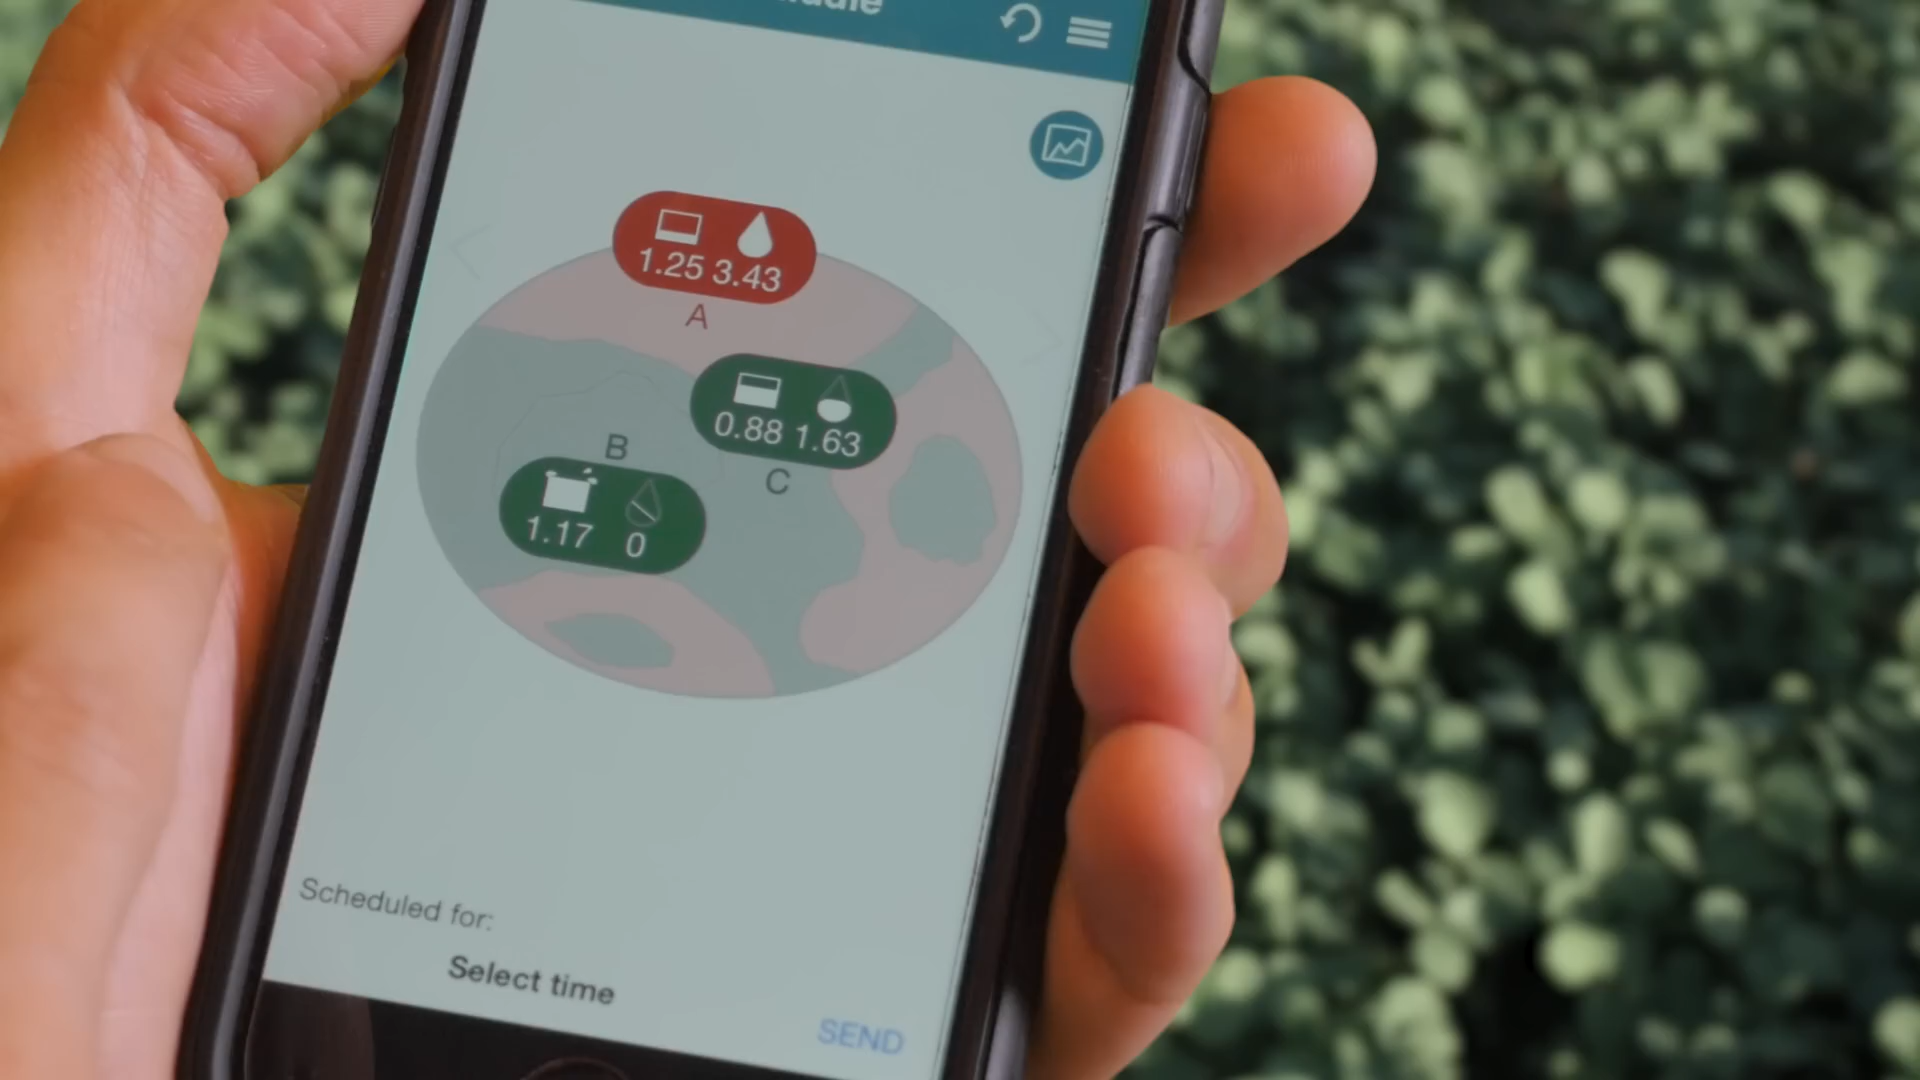 1.25 3.43
A
0.88 1.63
C
B
1.17 0
Scheduled for:
Select time
SEND